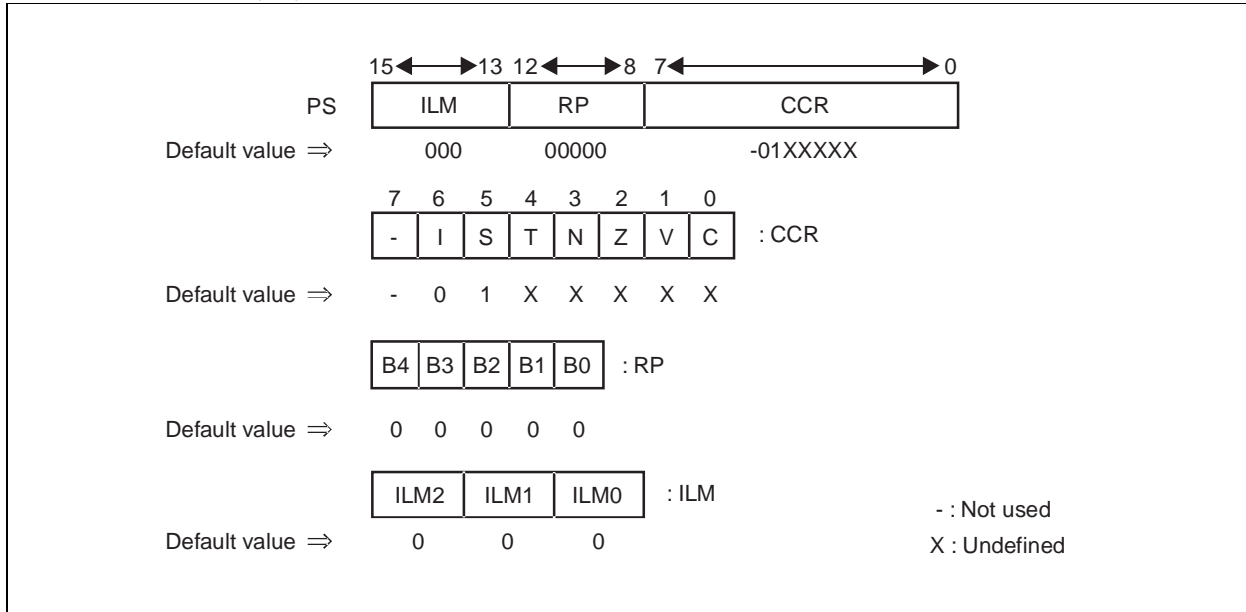 15 13 12 8 7 0
PS ILM RP CCR
Default value ⇒ 000 00000 -01XXXXX
7 6 5 4 3 2 1 0
- I S T N Z V C : CCR
Default value ⇒ - 0 1 X X X X X
B4 B3 B2 B1 B0 : RP
Default value ⇒ 0 0 0 0 0
ILM2 ILM1 ILM0 : ILM
- : Not used
Default value ⇒ 0 0 0
X : Undefined